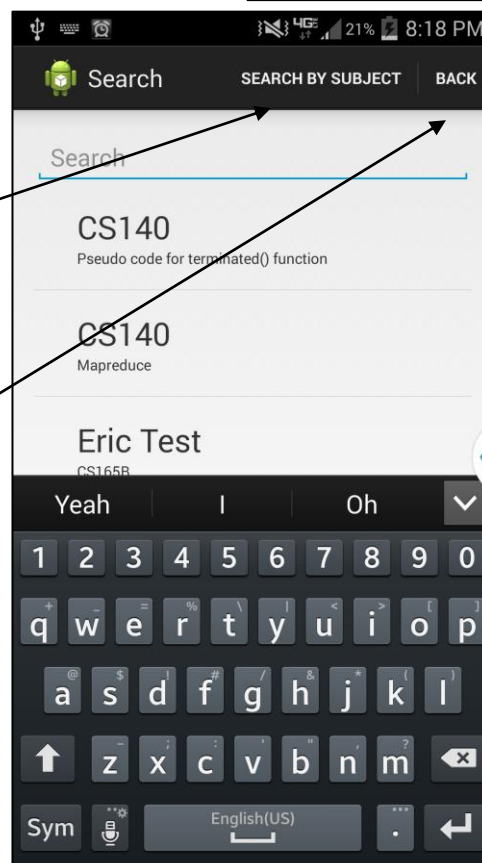 4G 21% 8:18 PM
Search SEARCH BY SUBJECT BACK
Search
CS140
Pseudo code for terminated() function
CS140
Mapreduce
Eric Test
CS165B
Yeah I Oh
1 2 3 4 5 6 7 8 9 0
+ - = % \ | < > [ ]
q w e r t y u i o p
@ $ ! # / & * ( )
a s d f g h j k l
- ; : ' " , ?
z x c v b n m
Sym English(US) .